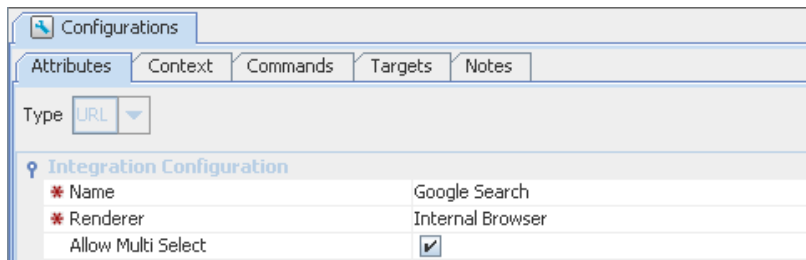 Configurations
Attributes Context Commands Targets Notes
Type URL
Integration Configuration
* Name Google Search
* Renderer Internal Browser
Allow Multi Select